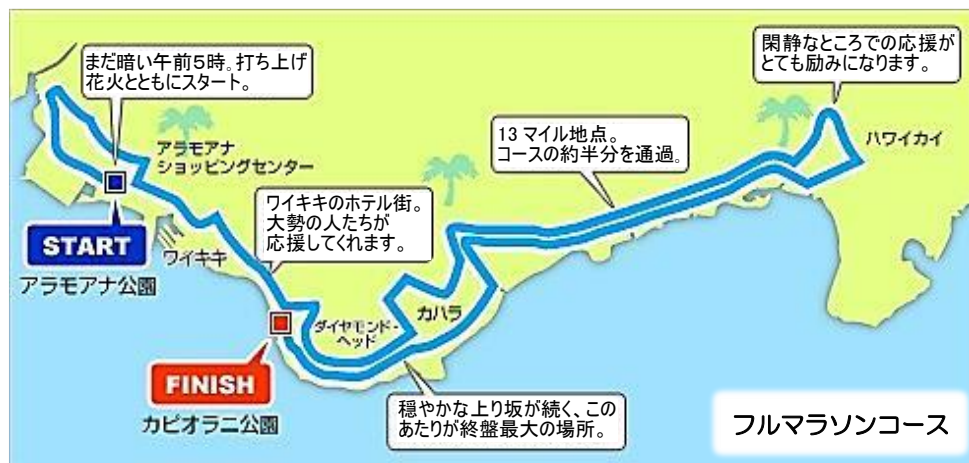 まだ暗い午前5時。打ち上げ
花火とともにスタート。
閑静なところでの応援が
とても励みになります。
13マイル地点。
コースの約半分を通過。
ハワイカイ
アラモアナ
ショッピングセンター
ワイキキのホテル街。
大勢の人たちが
応援してくれます。
START
アラモアナ公園
ワイキキ
カハラ
ダイヤモンド・
ヘッド
FINISH
カピオラニ公園
穏やかな上り坂が続く、この
あたりが終盤最大の場所。
フルマラソンコース